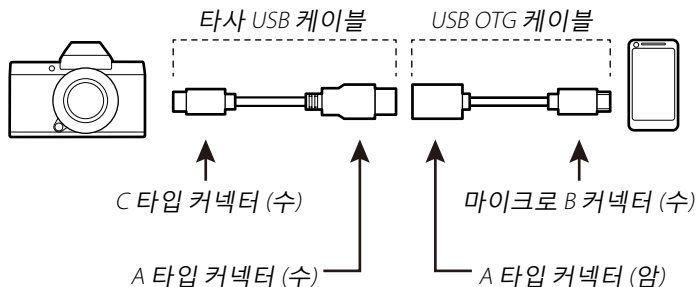 타사 USB 케이블
USB OTG 케이블
C 타입 커넥터 (수)
마이크로 B 커넥터 (수)
A 타입 커넥터 (수)
A 타입 커넥터 (암)